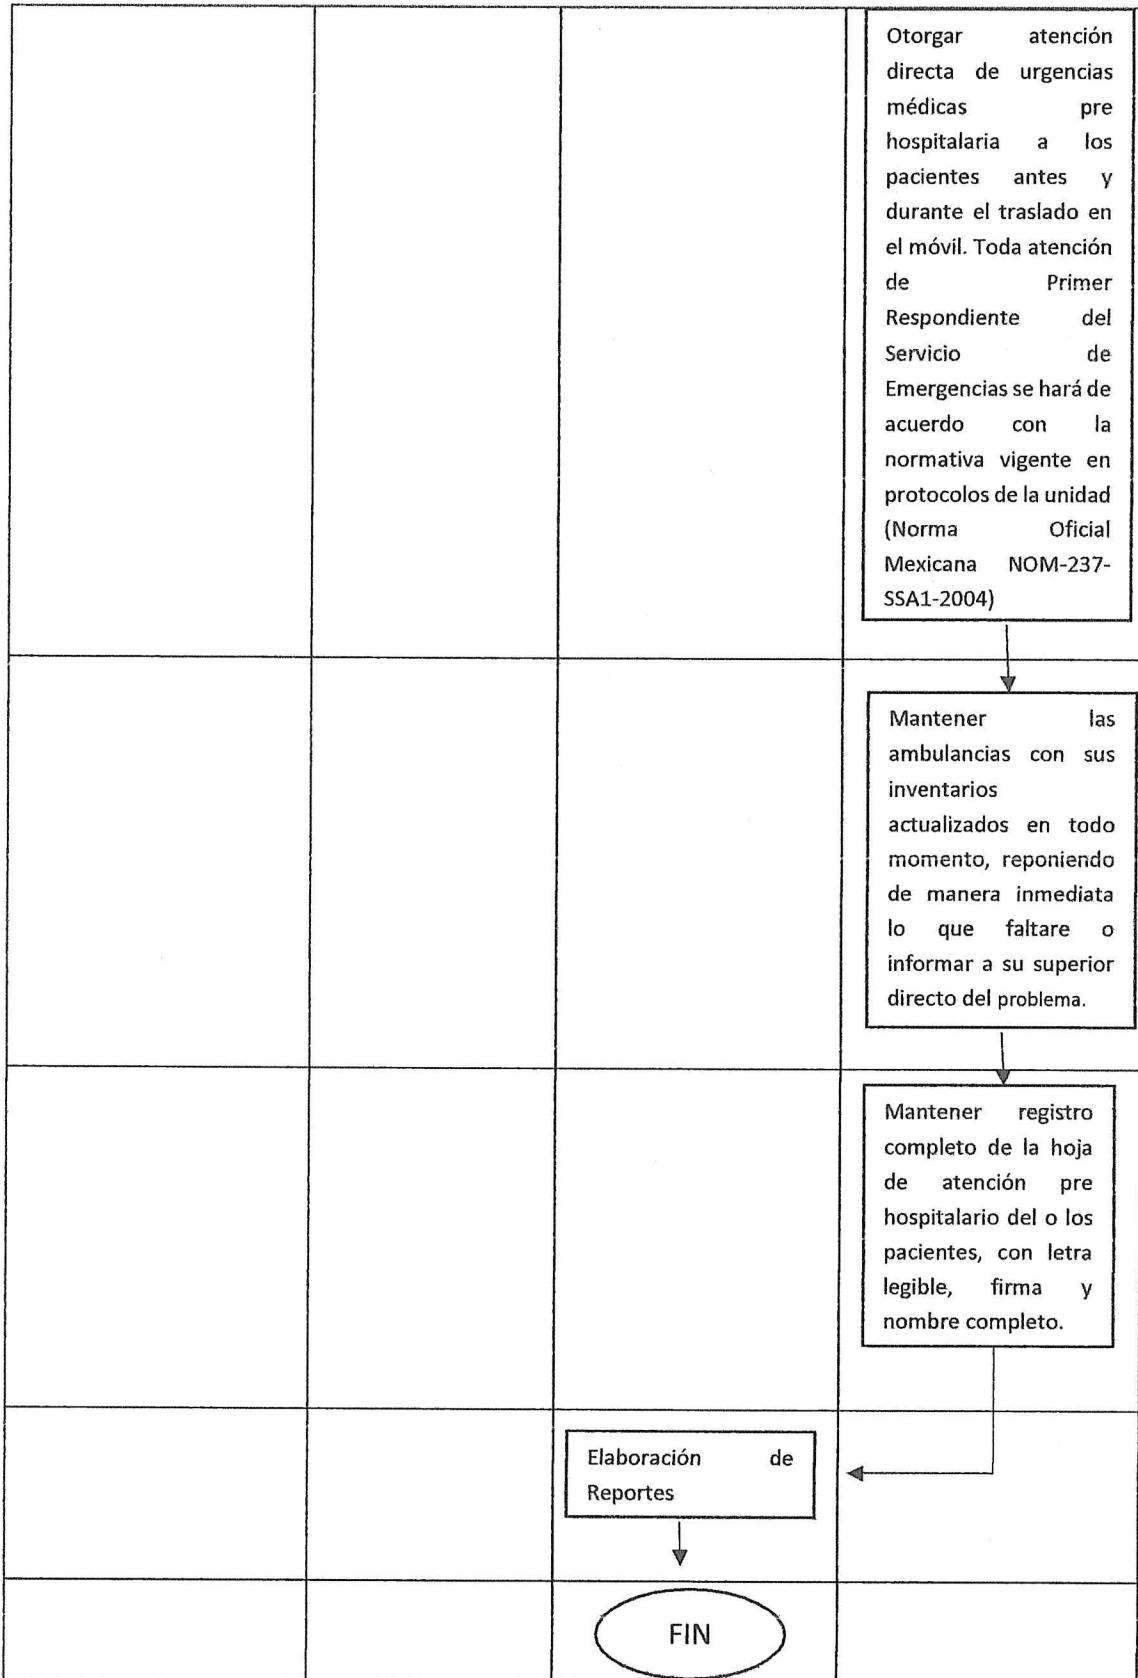 Otorgar atención
directa de urgencias
médicas pre
hospitalaria a los
pacientes antes y
durante el traslado en
el móvil. Toda atención
de Primer
Respondiente del
Servicio de
Emergencias se hará de
acuerdo con la
normativa vigente en
protocolos de la unidad
(Norma Oficial
Mexicana NOM-237-
SSA1-2004)
Mantener las
ambulancias con sus
inventarios
actualizados en todo
momento, reponiendo
de manera inmediata
lo que faltare o
informar a su superior
directo del problema.
Mantener registro
completo de la hoja
de atención pre
hospitalario del o los
pacientes, con letra
legible, firma y
nombre completo.
Elaboración de
Reportes
FIN